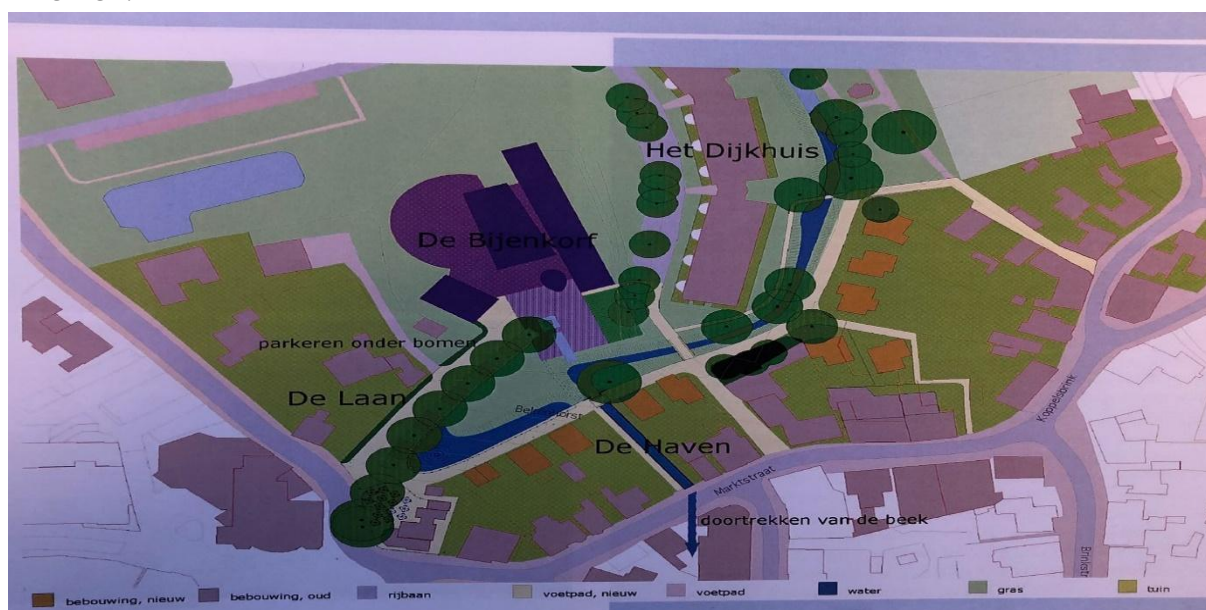 Het Dijkhuis
De Bijenkorf
parkeren onder bomen
De Laan
De Haven
Marktstraat
Koppelsbrink
doortrekken van de beek
bebouwing, nieuw
bebouwing, oud
rijbaan
voetpad, nieuw
voetpad
water
gras
tuin